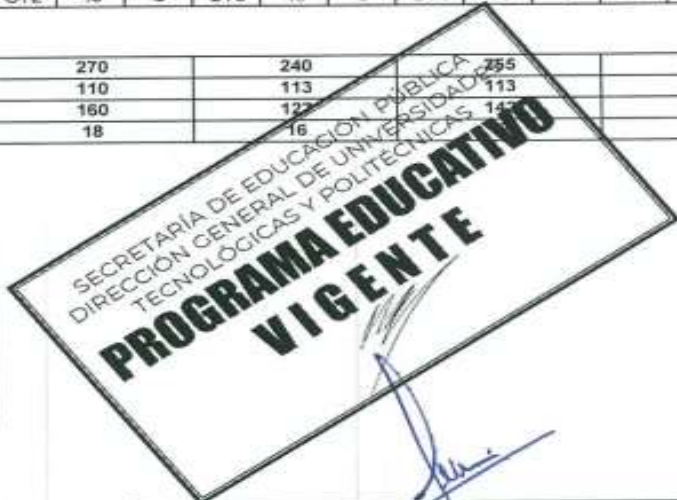 270 240 255
110 113 113
160
18 16
SECRETARÍA DE EDUCACIÓN PÚBLICA
DIRECCIÓN GENERAL DE UNIVERSIDADES
TECNOLÓGICAS Y POLITÉCNICAS
PROGRAMA EDUCATIVO
VIGENTE